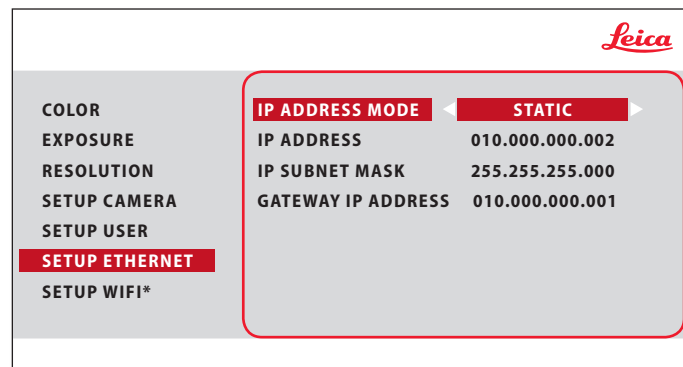 Leica
COLOR
EXPOSURE
RESOLUTION
SETUP CAMERA
SETUP USER
SETUP ETHERNET
SETUP WIFI*
IP ADDRESS MODE STATIC
IP ADDRESS 010.000.000.002
IP SUBNET MASK 255.255.255.000
GATEWAY IP ADDRESS 010.000.000.001